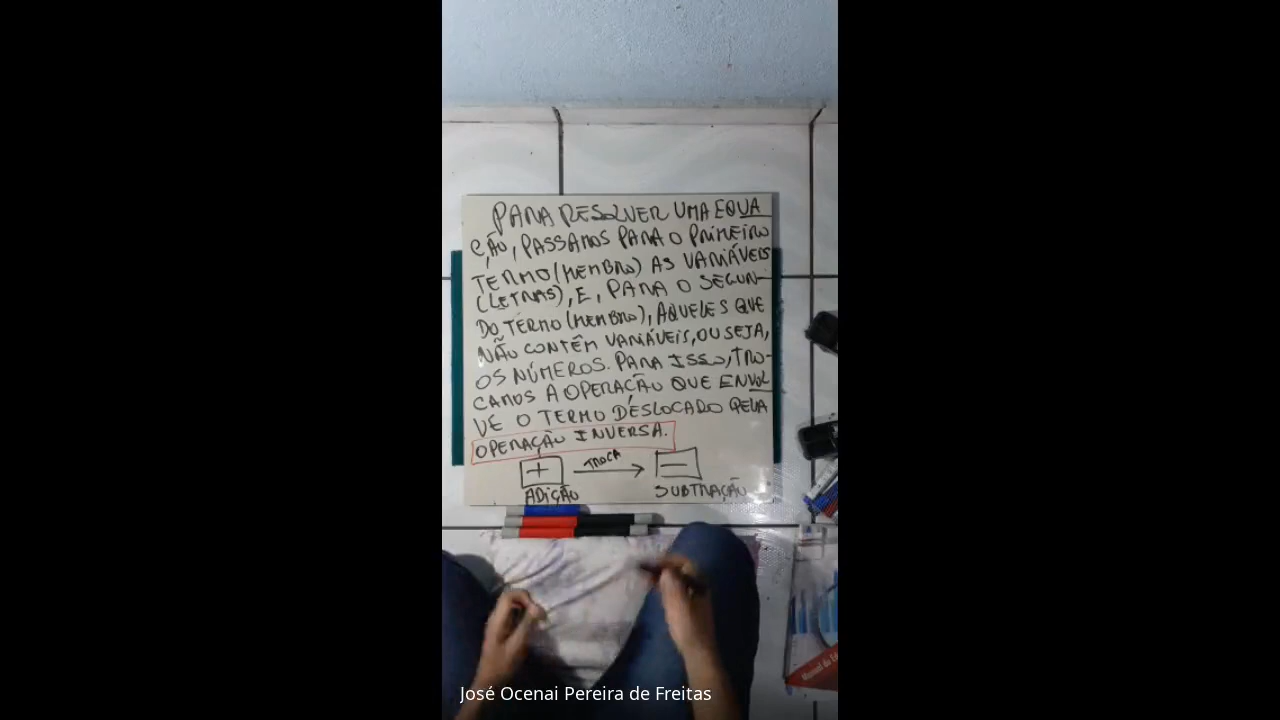 PARA RESOLVER UMA EQUA
ÇÃO, PASSAMOS PARA O PRIMEIRO
TERMO (MEMBRO) AS VARIÁVEIS
(LETRAS), E, PARA O SEGUN-
DO TERMO (MEMBRO), AQUELES QUE
NÃO CONTÊM VARIÁVEIS, OU SEJA,
OS NÚMEROS. PARA ISSO, TRO-
CAMOS A OPERAÇÃO QUE ENVOL
VE O TERMO DESLOCADO PELA
OPERAÇÃO INVERSA.
+ TROCA −
ADIÇÃO SUBTRAÇÃO
José Ocenai Pereira de Freitas